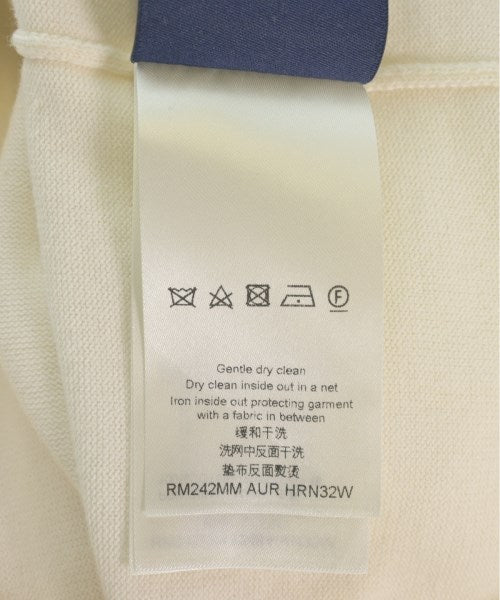 F
Gentle dry clean
Dry clean inside out in a net
Iron inside out protecting garment
with a fabric in between
缓和干洗
洗网中反面干洗
垫布反面熨烫
RM242MM AUR HRN32W